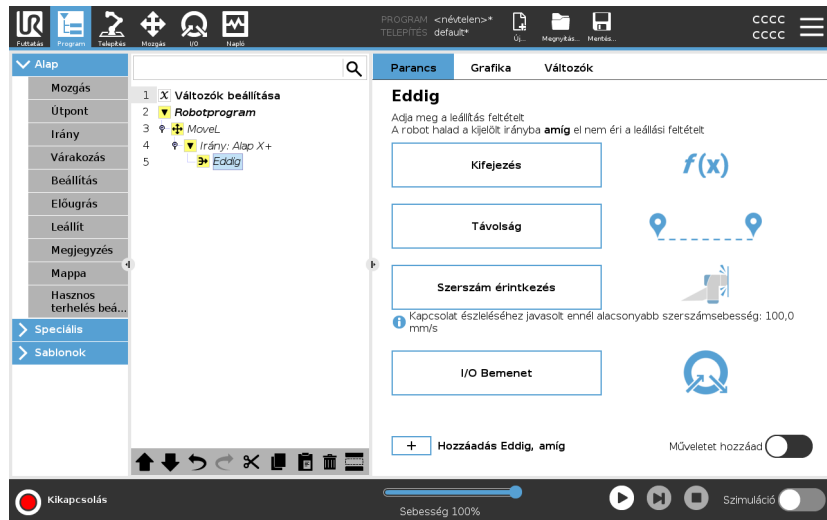 PROGRAM <névtelen>*
TELEPÍTÉS default*
Futtatás
Program
Telepítés
Mozgás
I/O
Napló
Új...
Megnyitás...
Mentés...
CCCC
CCCC
Alap
Mozgás
Útpont
Irány
Várakozás
Beállítás
Előugrás
Leállít
Megjegyzés
Mappa
Hasznos
terhelés beá...
Speciális
Sablonok
1 X Változók beállítása
2 Robotprogram
3 MoveL
4 Irány: Alap X+
5 Eddig
Parancs Grafika Változók
Eddig
Adja meg a leállítás feltételt
A robot halad a kijelölt irányba amíg el nem éri a leállási feltételt
Kifejezés
f(x)
Távolság
Szerszám érintkezés
Kapcsolat észleléséhez javasolt ennél alacsonyabb szerszámsebesség: 100,0
mm/s
I/O Bemenet
+ Hozzáadás Eddig, amíg
Műveletet hozzáad
Kikapcsolás
Sebesség 100%
Szimuláció